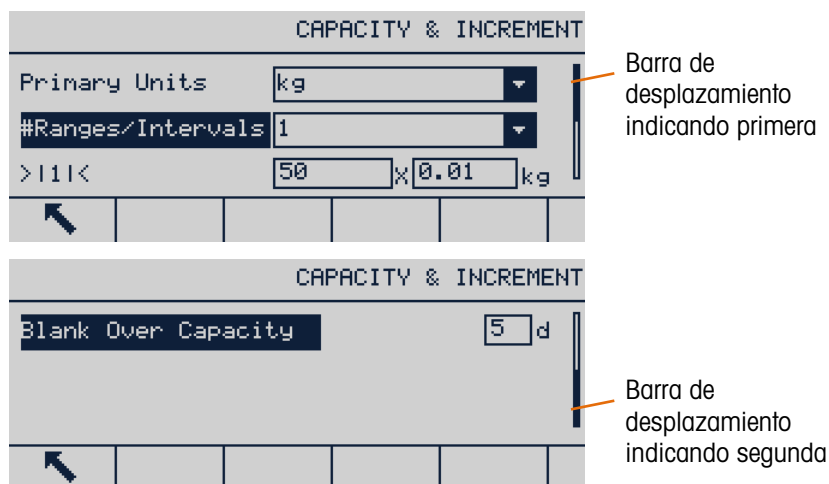 CAPACITY & INCREMENT
Primary Units kg
#Ranges/Intervals 1
>|1|< 50 X 0.01 kg
Barra de
desplazamiento
indicando primera
CAPACITY & INCREMENT
Blank Over Capacity 5 d
Barra de
desplazamiento
indicando segunda